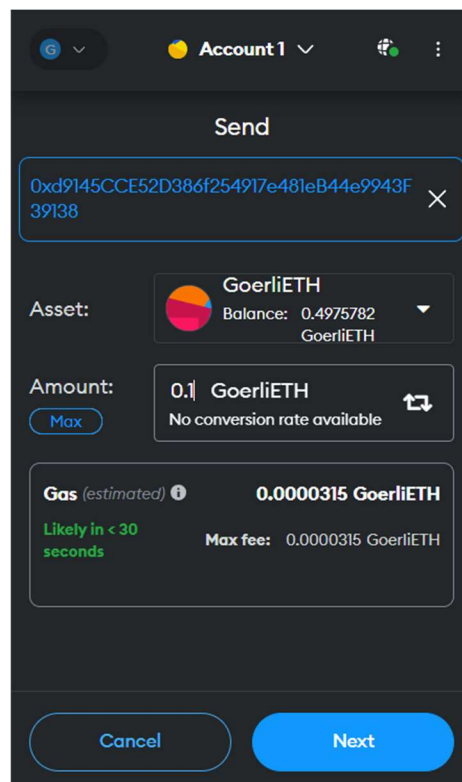 G
Account 1
Send
0xd9145CCE52D386f254917e481eB44e9943F
39138
Asset:
GoerliETH
Balance: 0.4975782
GoerliETH
Amount:
Max
0.1 GoerliETH
No conversion rate available
Gas (estimated) i 0.0000315 GoerliETH
Likely in < 30
seconds
Max fee: 0.0000315 GoerliETH
Cancel
Next